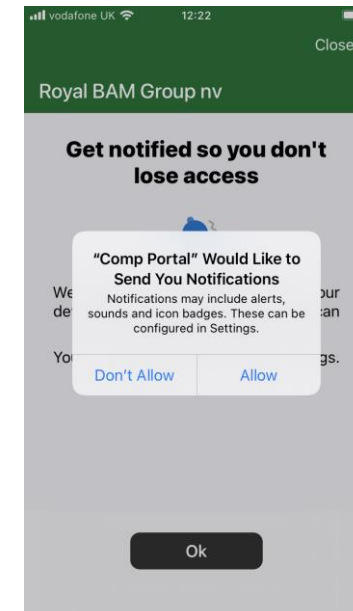 vodafone UK 12:22
Close
Royal BAM Group nv
Get notified so you don't
lose access
"Comp Portal" Would Like to
Send You Notifications
We
Notifications may include alerts,
sounds and icon badges. These can be
configured in Settings.
Don't Allow Allow
Ok